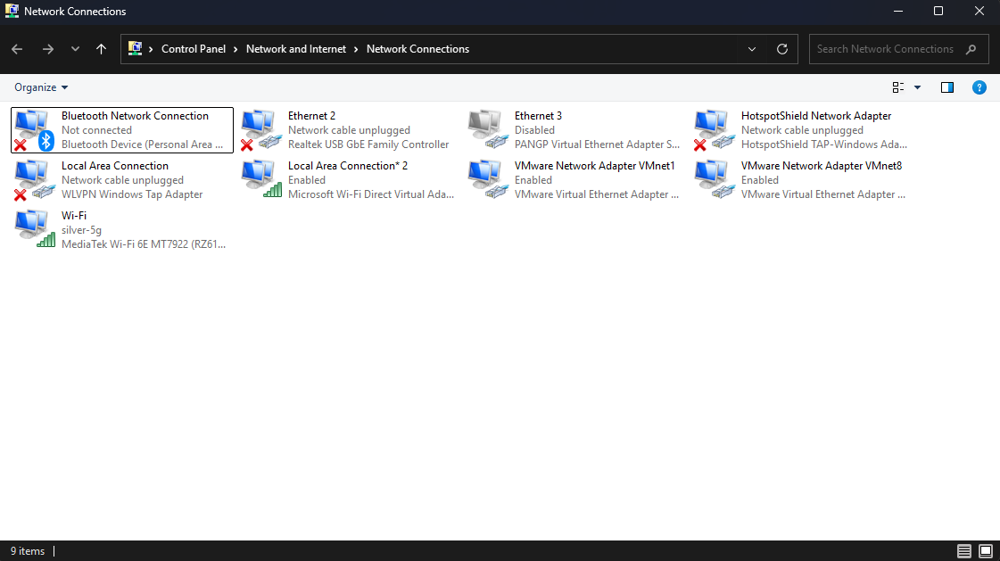 Network Connections
Control Panel > Network and Internet > Network Connections
Search Network Connections
Organize
Bluetooth Network Connection
Not connected
Bluetooth Device (Personal Area ...
Ethernet 2
Network cable unplugged
Realtek USB GbE Family Controller
Ethernet 3
Disabled
PANGP Virtual Ethernet Adapter S...
HotspotShield Network Adapter
Network cable unplugged
HotspotShield TAP-Windows Ada...
Local Area Connection
Network cable unplugged
WLVPN Windows Tap Adapter
Local Area Connection* 2
Enabled
Microsoft Wi-Fi Direct Virtual Ada...
VMware Network Adapter VMnet1
Enabled
VMware Virtual Ethernet Adapter ...
VMware Network Adapter VMnet8
Enabled
VMware Virtual Ethernet Adapter ...
Wi-Fi
silver-5g
MediaTek Wi-Fi 6E MT7922 (RZ61...
9 items